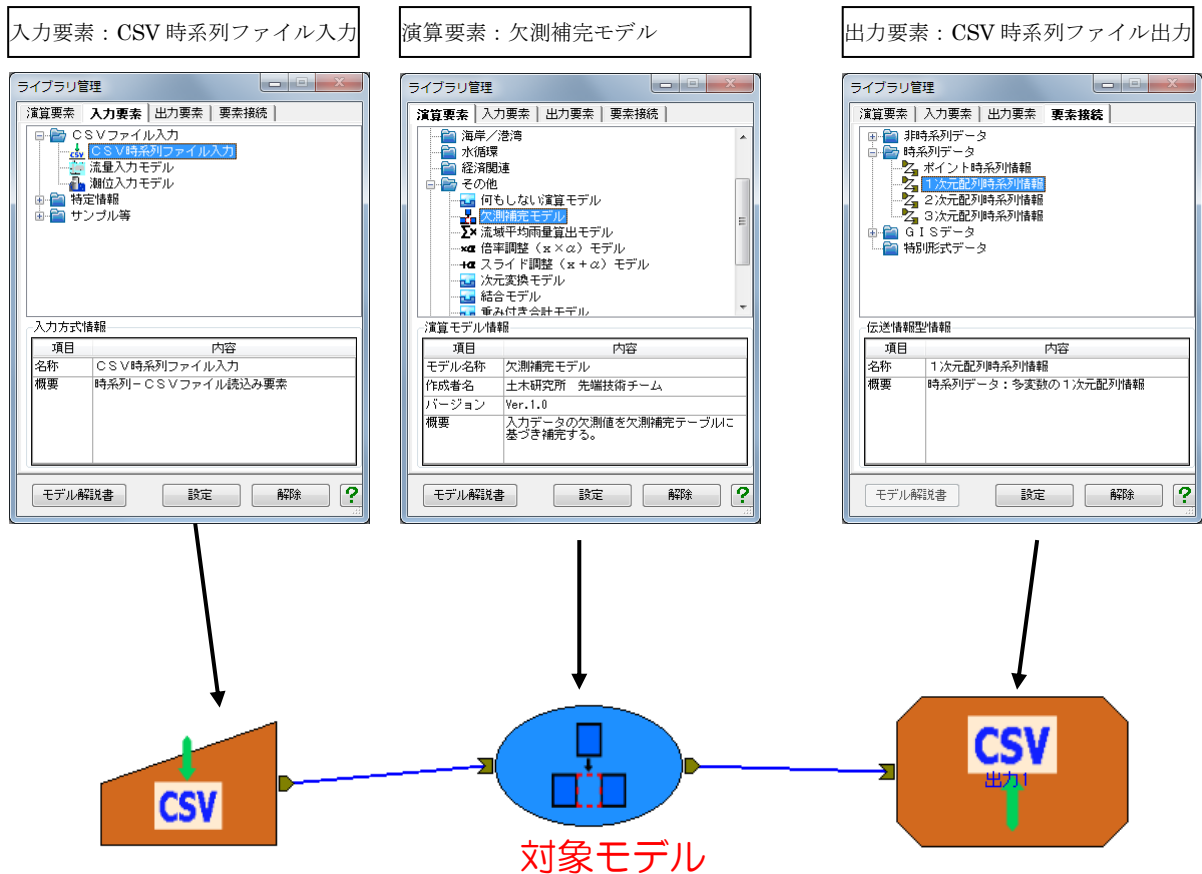 入力要素：CSV 時系列ファイル入力
ライブラリ管理
演算要素 入力要素 出力要素 要素接続
ＣＳＶファイル入力
ＣＳＶ時系列ファイル入力
流量入力モデル
潮位入力モデル
特定情報
サンプル等
入力方式情報
項目 内容
名称 ＣＳＶ時系列ファイル入力
概要 時系列－ＣＳＶファイル読込み要素
モデル解説書 設定 解除 ?
演算要素：欠測補完モデル
ライブラリ管理
演算要素 入力要素 出力要素 要素接続
海岸／港湾
水循環
経済関連
その他
何もしない演算モデル
欠測補完モデル
流域平均雨量算出モデル
倍率調整（ｘ×α）モデル
スライド調整（ｘ＋α）モデル
次元変換モデル
結合モデル
重み付き合計モデル
演算モデル情報
項目 内容
モデル名称 欠測補完モデル
作成者名 土木研究所　先端技術チーム
バージョン Ver.1.0
概要 入力データの欠測値を欠測補完テーブルに
基づき補完する。
モデル解説書 設定 解除 ?
出力要素：CSV 時系列ファイル出力
ライブラリ管理
演算要素 入力要素 出力要素 要素接続
非時系列データ
時系列データ
ポイント時系列情報
１次元配列時系列情報
２次元配列時系列情報
３次元配列時系列情報
ＧＩＳデータ
特別形式データ
伝送情報型情報
項目 内容
名称 １次元配列時系列情報
概要 時系列データ：多変数の１次元配列情報
モデル解説書 設定 解除 ?
CSV
対象モデル
CSV
出力1